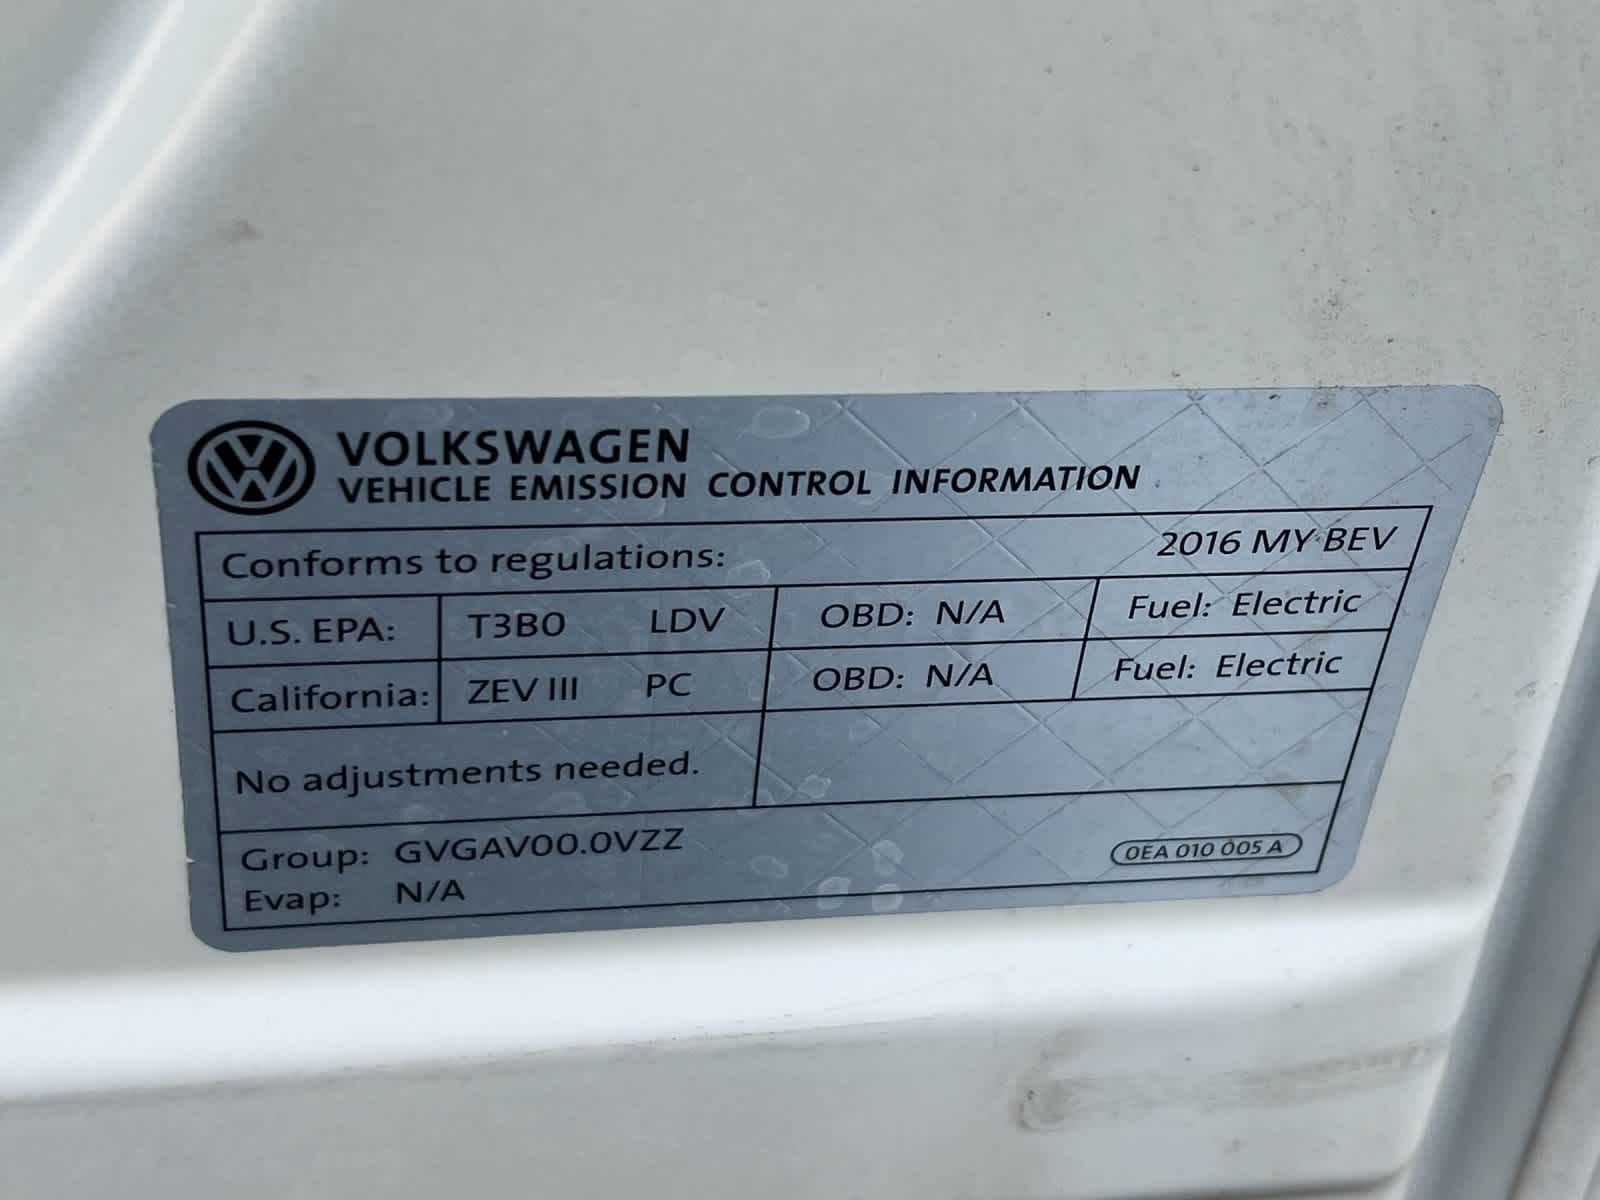 VOLKSWAGEN
VEHICLE EMISSION CONTROL INFORMATION
Conforms to regulations: 2016 MY BEV
U.S. EPA: T3B0 LDV OBD: N/A Fuel: Electric
California: ZEV III PC OBD: N/A Fuel: Electric
No adjustments needed.
Group: GVGAV00.0VZZ
Evap: N/A
0EA 010 005 A